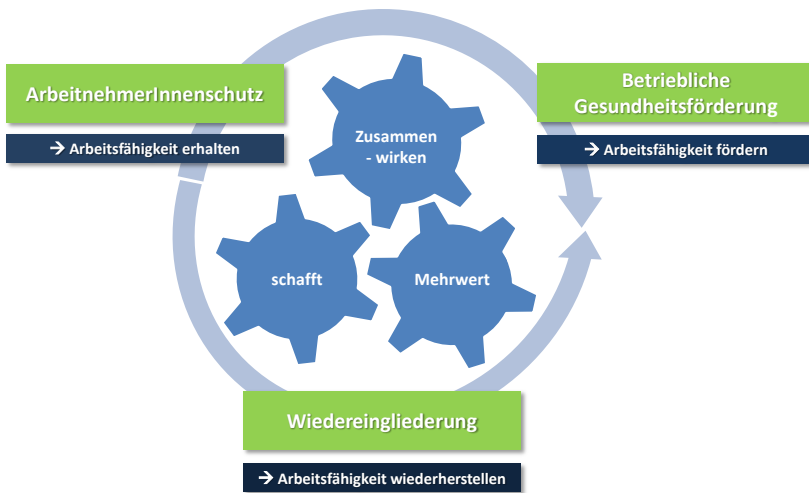 ArbeitnehmerInnenschutz
→ Arbeitsfähigkeit erhalten
Betriebliche
Gesundheitsförderung
→ Arbeitsfähigkeit fördern
Zusammen
- wirken
schafft
Mehrwert
Wiedereingliederung
→ Arbeitsfähigkeit wiederherstellen